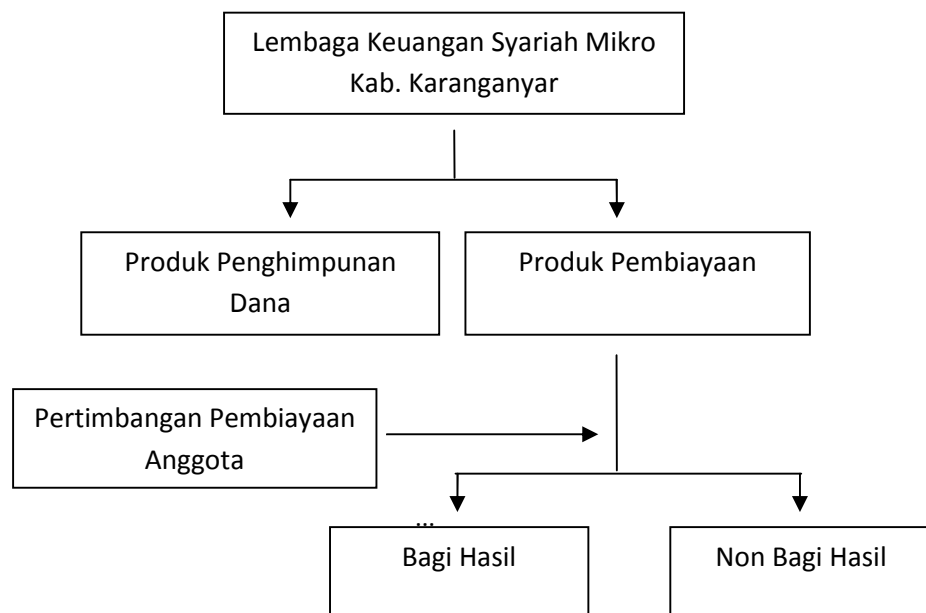 Lembaga Keuangan Syariah Mikro
Kab. Karanganyar
Produk Penghimpunan
Dana
Produk Pembiayaan
Pertimbangan Pembiayaan
Anggota
...
Bagi Hasil
Non Bagi Hasil